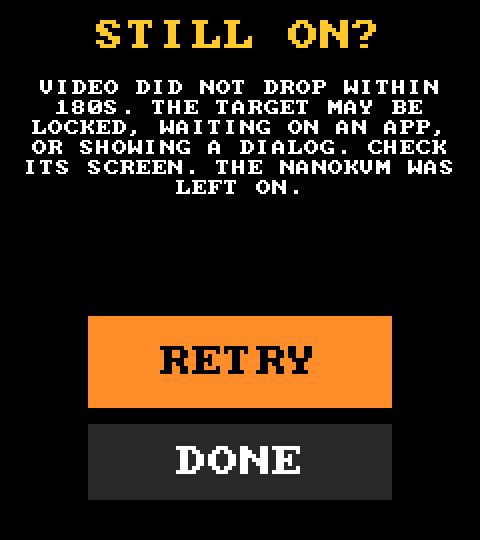 STILL ON?
VIDEO DID NOT DROP WITHIN
180S. THE TARGET MAY BE
LOCKED, WAITING ON AN APP,
OR SHOWING A DIALOG. CHECK
ITS SCREEN. THE NANOKVM WAS
LEFT ON.
RETRY
DONE